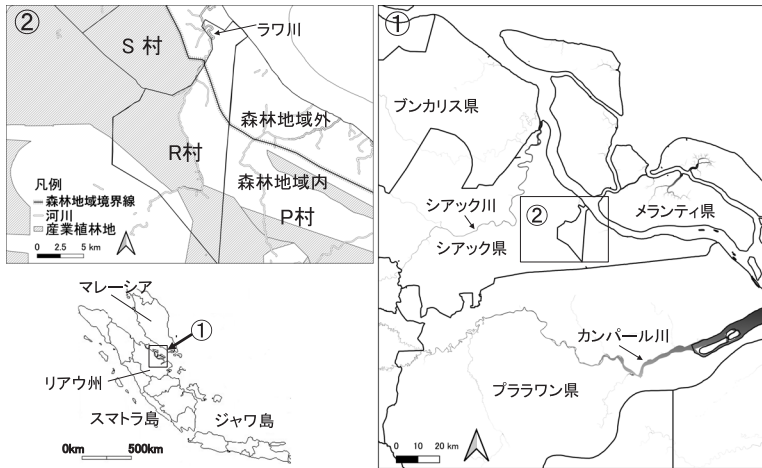 ②
ラワ川
S 村
森林地域外
R村
森林地域内
P村
凡例
森林地域境界線
河川
産業植林地
0 2.5 5 km
マレーシア
①
リアウ州
スマトラ島
ジャワ島
0km 500km
①
ブンカリス県
シアック川
②
メランティ県
シアック県
カンパール川
プララワン県
0 10 20 km